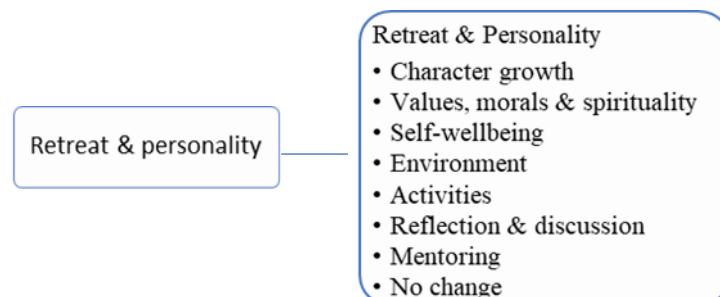 Retreat & personality
Retreat & Personality
• Character growth
• Values, morals & spirituality
• Self-wellbeing
• Environment
• Activities
• Reflection & discussion
• Mentoring
• No change